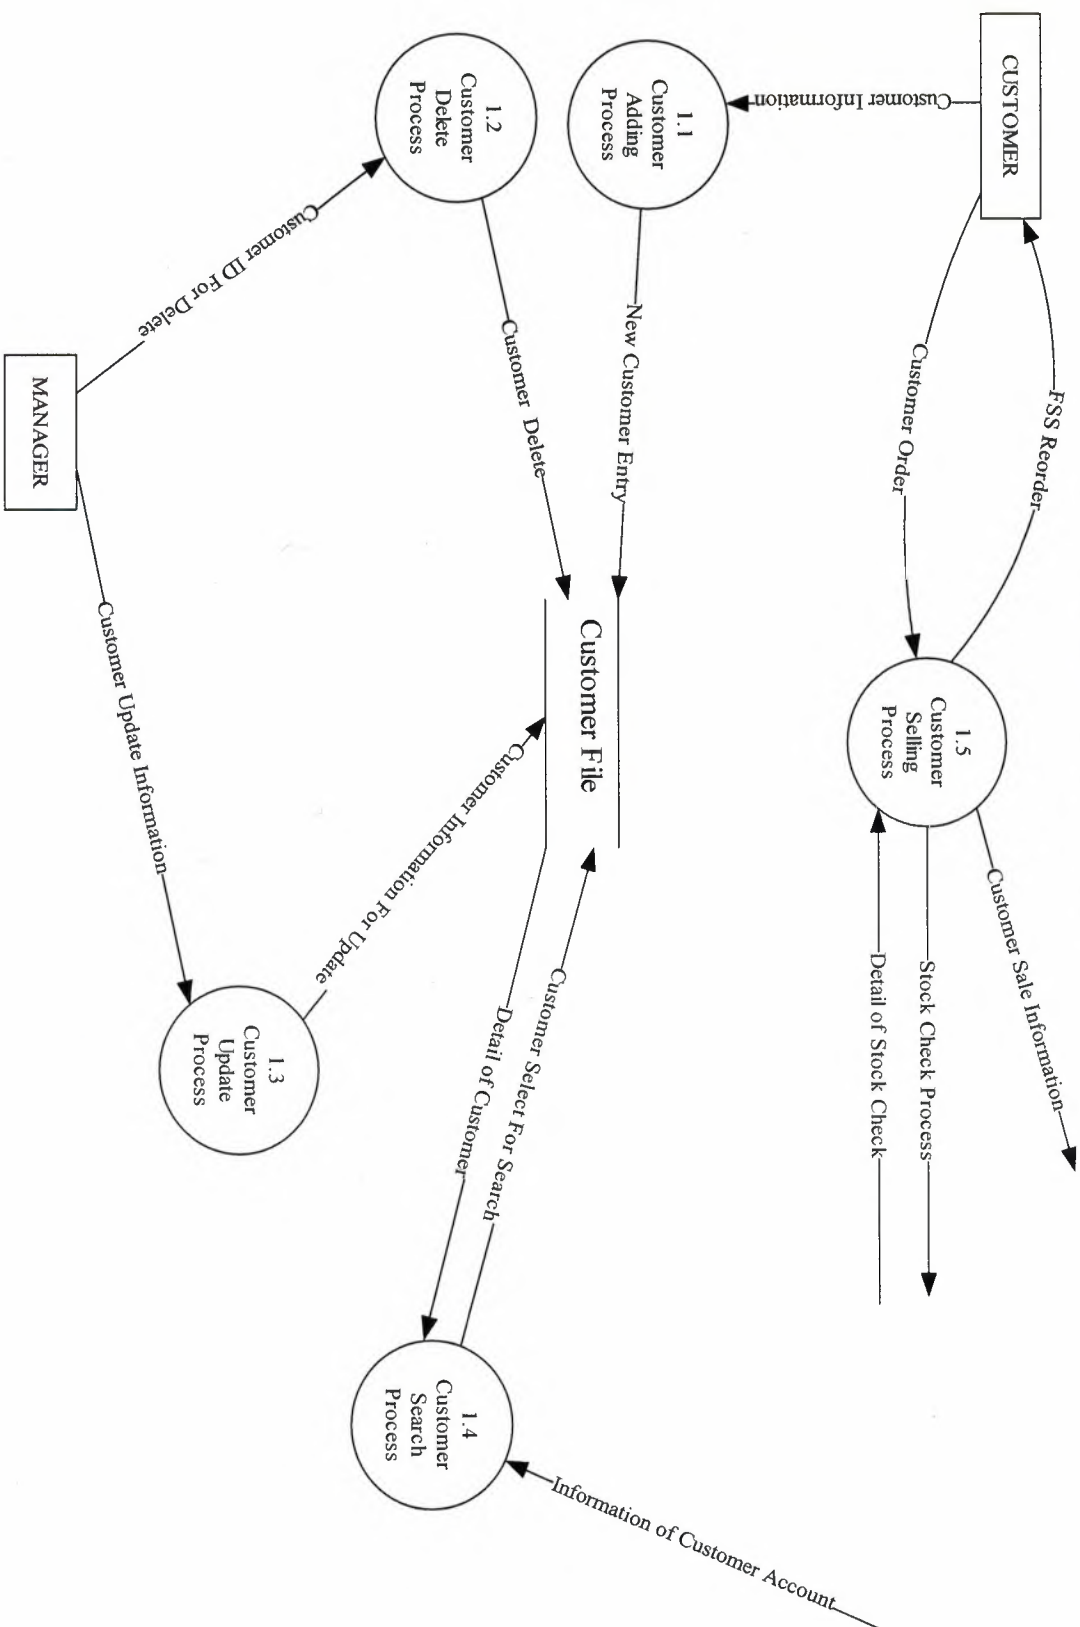 CUSTOMER
FSS Reorder
Customer Order
Customer Information
1.5
Customer
Selling
Process
Customer Sale Information
Stock Check Process
Detail of Stock Check
1.1
Customer
Adding
Process
New Customer Entry
1.2
Customer
Delete
Process
Customer Delete
Customer File
Customer ID For Delete
MANAGER
Customer Update Information
Customer Information For Update
1.3
Customer
Update
Process
Customer Select For Search
Detail of Customer
1.4
Customer
Search
Process
Information of Customer Account